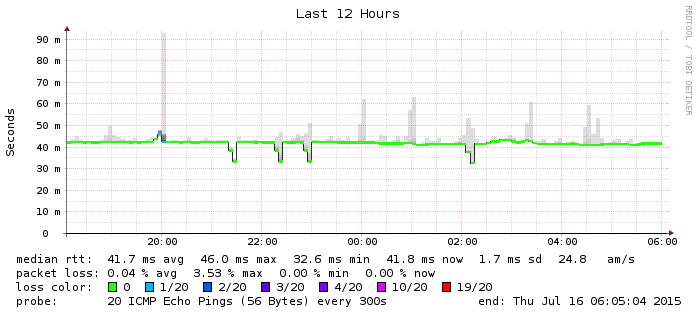 Last 12 Hours
RRDTOOL / TOBI OETIKER
Seconds
90 m
80 m
70 m
60 m
50 m
40 m
30 m
20 m
10 m
0
20:00 22:00 00:00 02:00 04:00 06:00
median rtt: 41.7 ms avg 46.0 ms max 32.6 ms min 41.8 ms now 1.7 ms sd 24.8 am/s
packet loss: 0.04 % avg 3.53 % max 0.00 % min 0.00 % now
loss color: 0 1/20 2/20 3/20 4/20 10/20 19/20
probe: 20 ICMP Echo Pings (56 Bytes) every 300s end: Thu Jul 16 06:05:04 2015